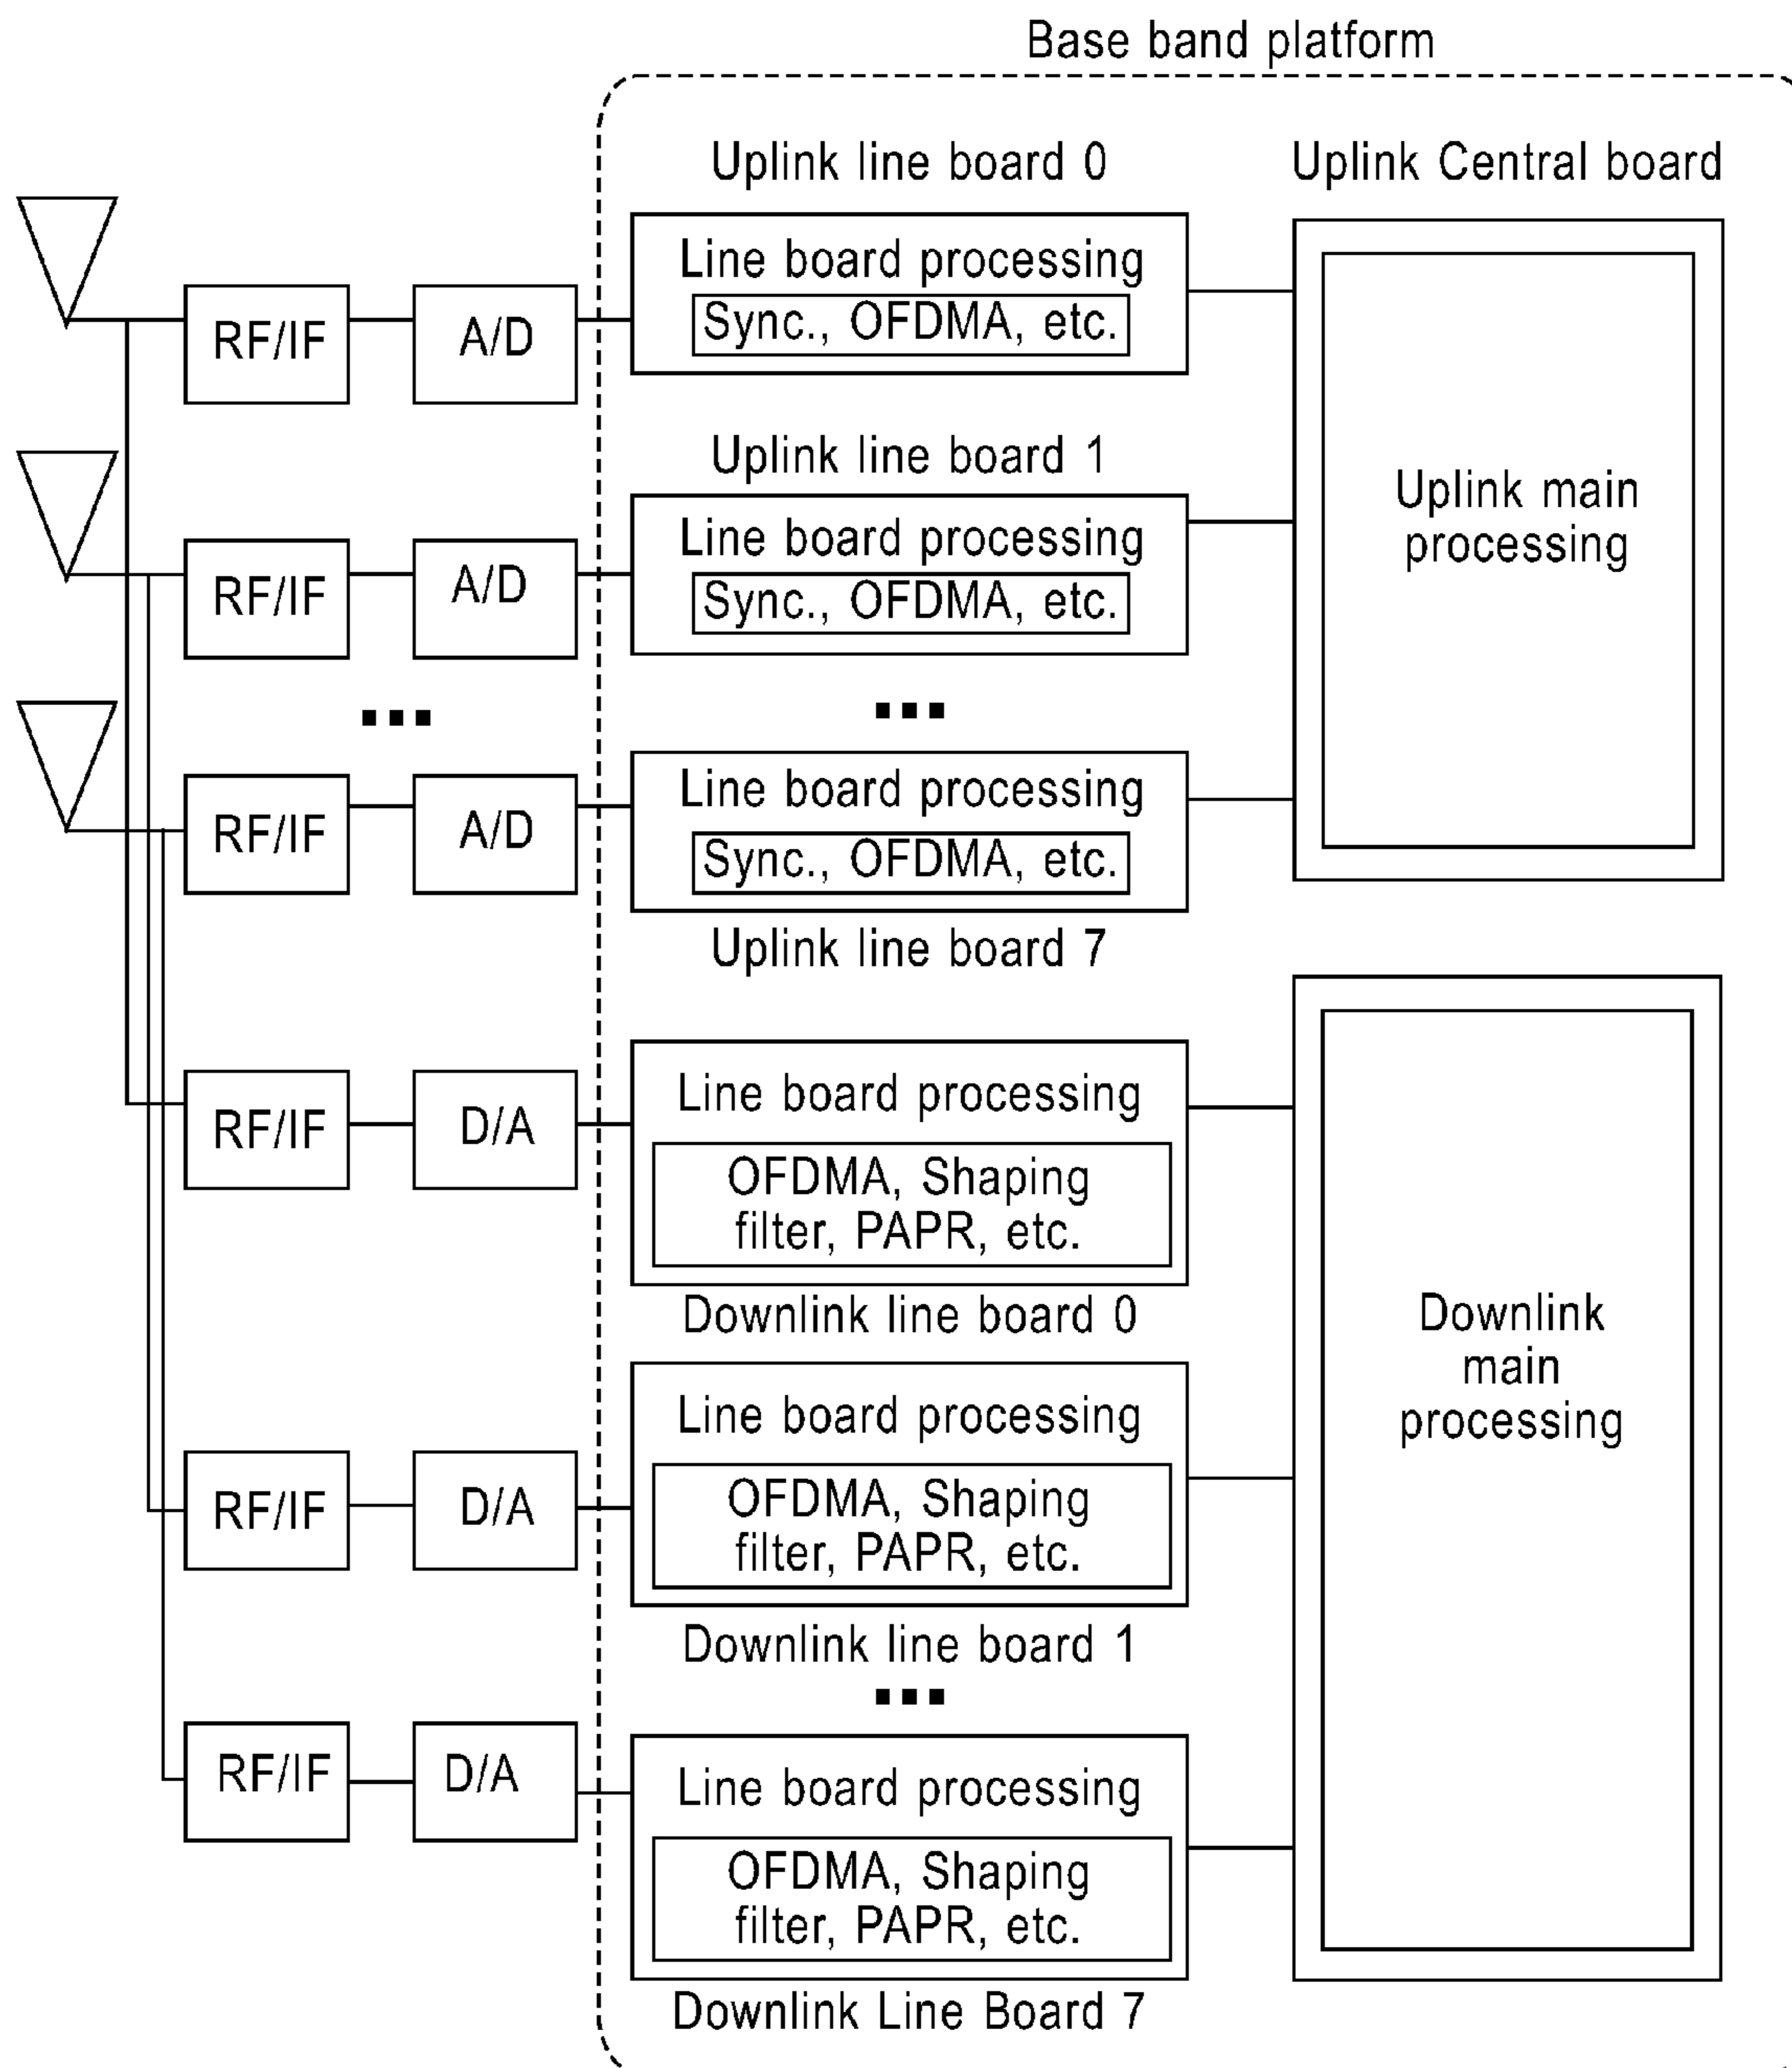 Base band platform
Uplink line board 0
Uplink Central board
RF/IF
A/D
Line board processing
Sync., OFDMA, etc.
Uplink line board 1
RF/IF
A/D
Line board processing
Sync., OFDMA, etc.
Uplink main
processing
RF/IF
A/D
Line board processing
Sync., OFDMA, etc.
Uplink line board 7
RF/IF
D/A
Line board processing
OFDMA, Shaping
filter, PAPR, etc.
Downlink line board 0
RF/IF
D/A
Line board processing
OFDMA, Shaping
filter, PAPR, etc.
Downlink line board 1
Downlink
main
processing
RF/IF
D/A
Line board processing
OFDMA, Shaping
filter, PAPR, etc.
Downlink Line Board 7